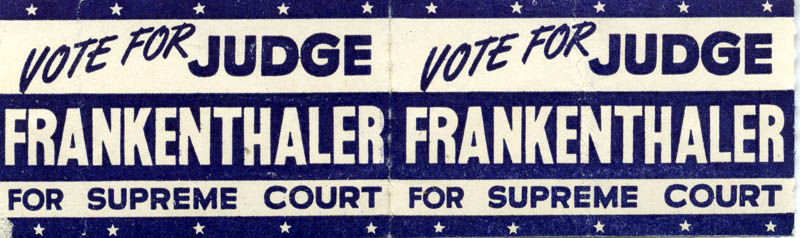 VOTE FOR JUDGE
FRANKENTHALER
FOR SUPREME COURT
VOTE FOR JUDGE
FRANKENTHALER
FOR SUPREME COURT